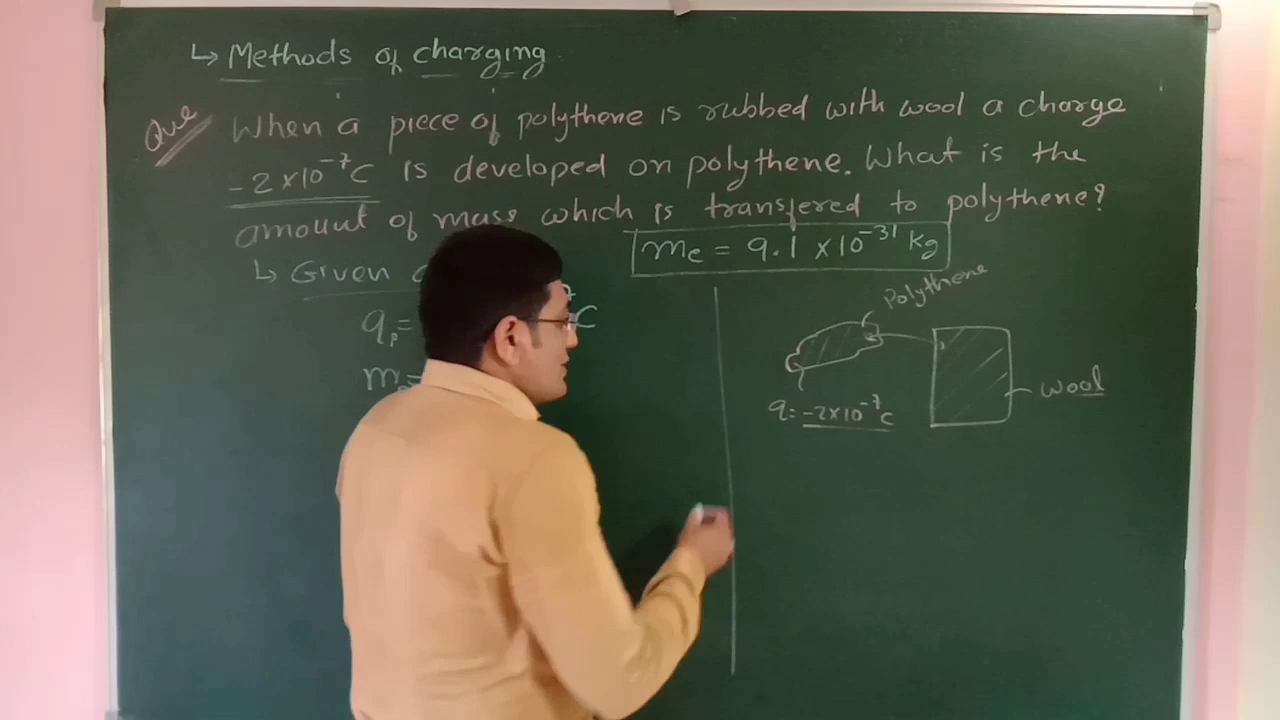 ↳ Methods of charging
Que When a piece of polythene is rubbed with wool a charge
-2×10⁻⁷C is developed on polythene. What is the
amount of mass which is transfered to polythene?
mₑ = 9.1 ×10⁻³¹ kg
↳ Given
qₚ= C
m =
Polythene
wool
q= -2×10⁻⁷C